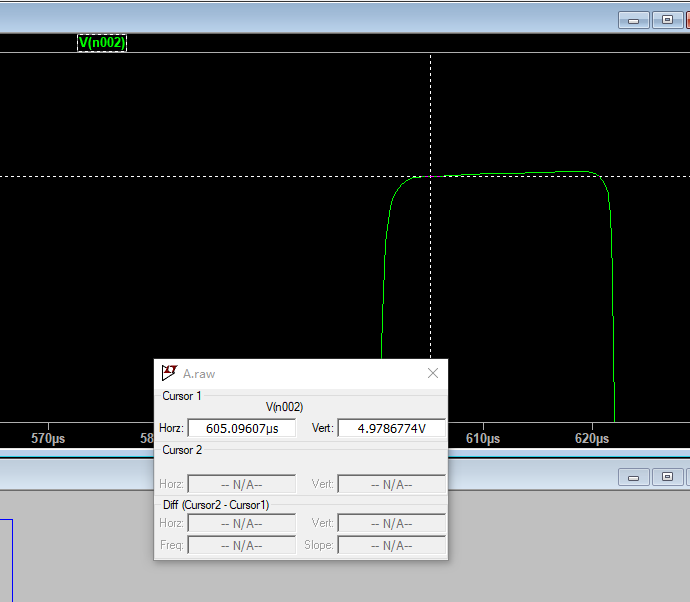 V(n002)
A.raw
Cursor 1
V(n002)
Horz: 605.09607µs Vert: 4.9786774V
570µs 58 610µs 620µs
Cursor 2
Horz: -- N/A-- Vert: -- N/A--
Diff (Cursor2 - Cursor1)
Horz: -- N/A-- Vert: -- N/A--
Freq: -- N/A-- Slope: -- N/A--